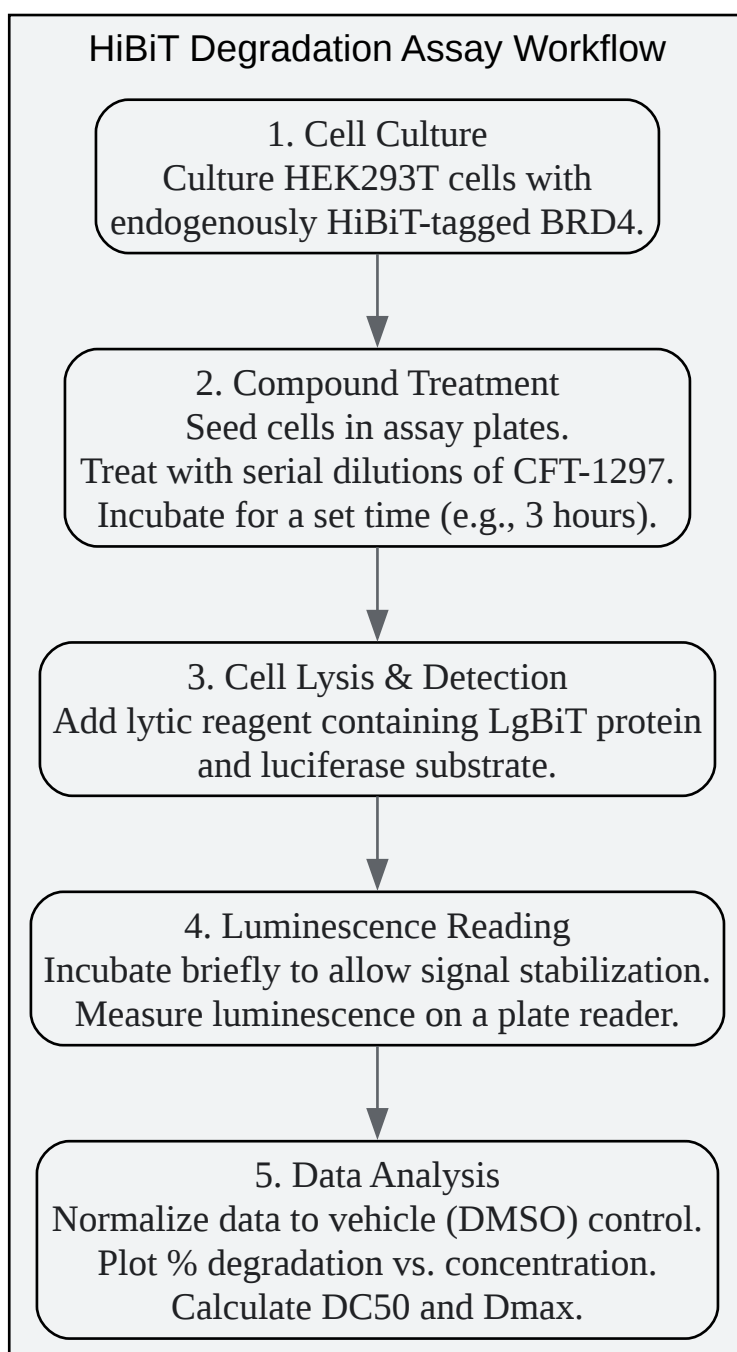 HiBiT Degradation Assay Workflow
1. Cell Culture
Culture HEK293T cells with
endogenously HiBiT-tagged BRD4.
2. Compound Treatment
Seed cells in assay plates.
Treat with serial dilutions of CFT-1297.
Incubate for a set time (e.g., 3 hours).
3. Cell Lysis & Detection
Add lytic reagent containing LgBiT protein
and luciferase substrate.
4. Luminescence Reading
Incubate briefly to allow signal stabilization.
Measure luminescence on a plate reader.
5. Data Analysis
Normalize data to vehicle (DMSO) control.
Plot % degradation vs. concentration.
Calculate DC50 and Dmax.